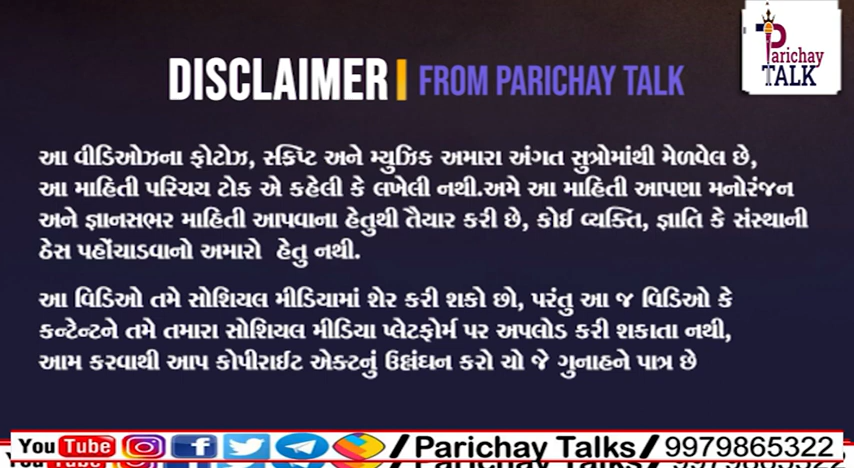 Parichay
TALK
DISCLAIMER | FROM PARICHAY TALK
આ વીડિઓઝના ફોટોઝ, સ્ક્રિપ્ટ અને મ્યુઝિક અમારા અંગત સુત્રોમાંથી મેળવેલ છે,
આ માહિતી પરિચય ટોક એ કહેલી કે લખેલી નથી.અમે આ માહિતી આપણા મનોરંજન
અને જ્ઞાનસભર માહિતી આપવાના હેતુથી તૈયાર કરી છે, કોઈ વ્યક્તિ, જ્ઞાતિ કે સંસ્થાની
ઠેસ પહોંચાડવાનો અમારો હેતુ નથી.
આ વિડિઓ તમે સોશિયલ મીડિયામાં શેર કરી શકો છો, પરંતુ આ જ વિડિઓ કે
કન્ટેન્ટને તમે તમારા સોશિયલ મીડિયા પ્લેટફોર્મ પર અપલોડ કરી શકાતા નથી,
આમ કરવાથી આપ કોપીરાઈટ એક્ટનું ઉલ્લંઘન કરો ચો જે ગુનાહને પાત્ર છે
YouTube /Parichay Talks/9979865322